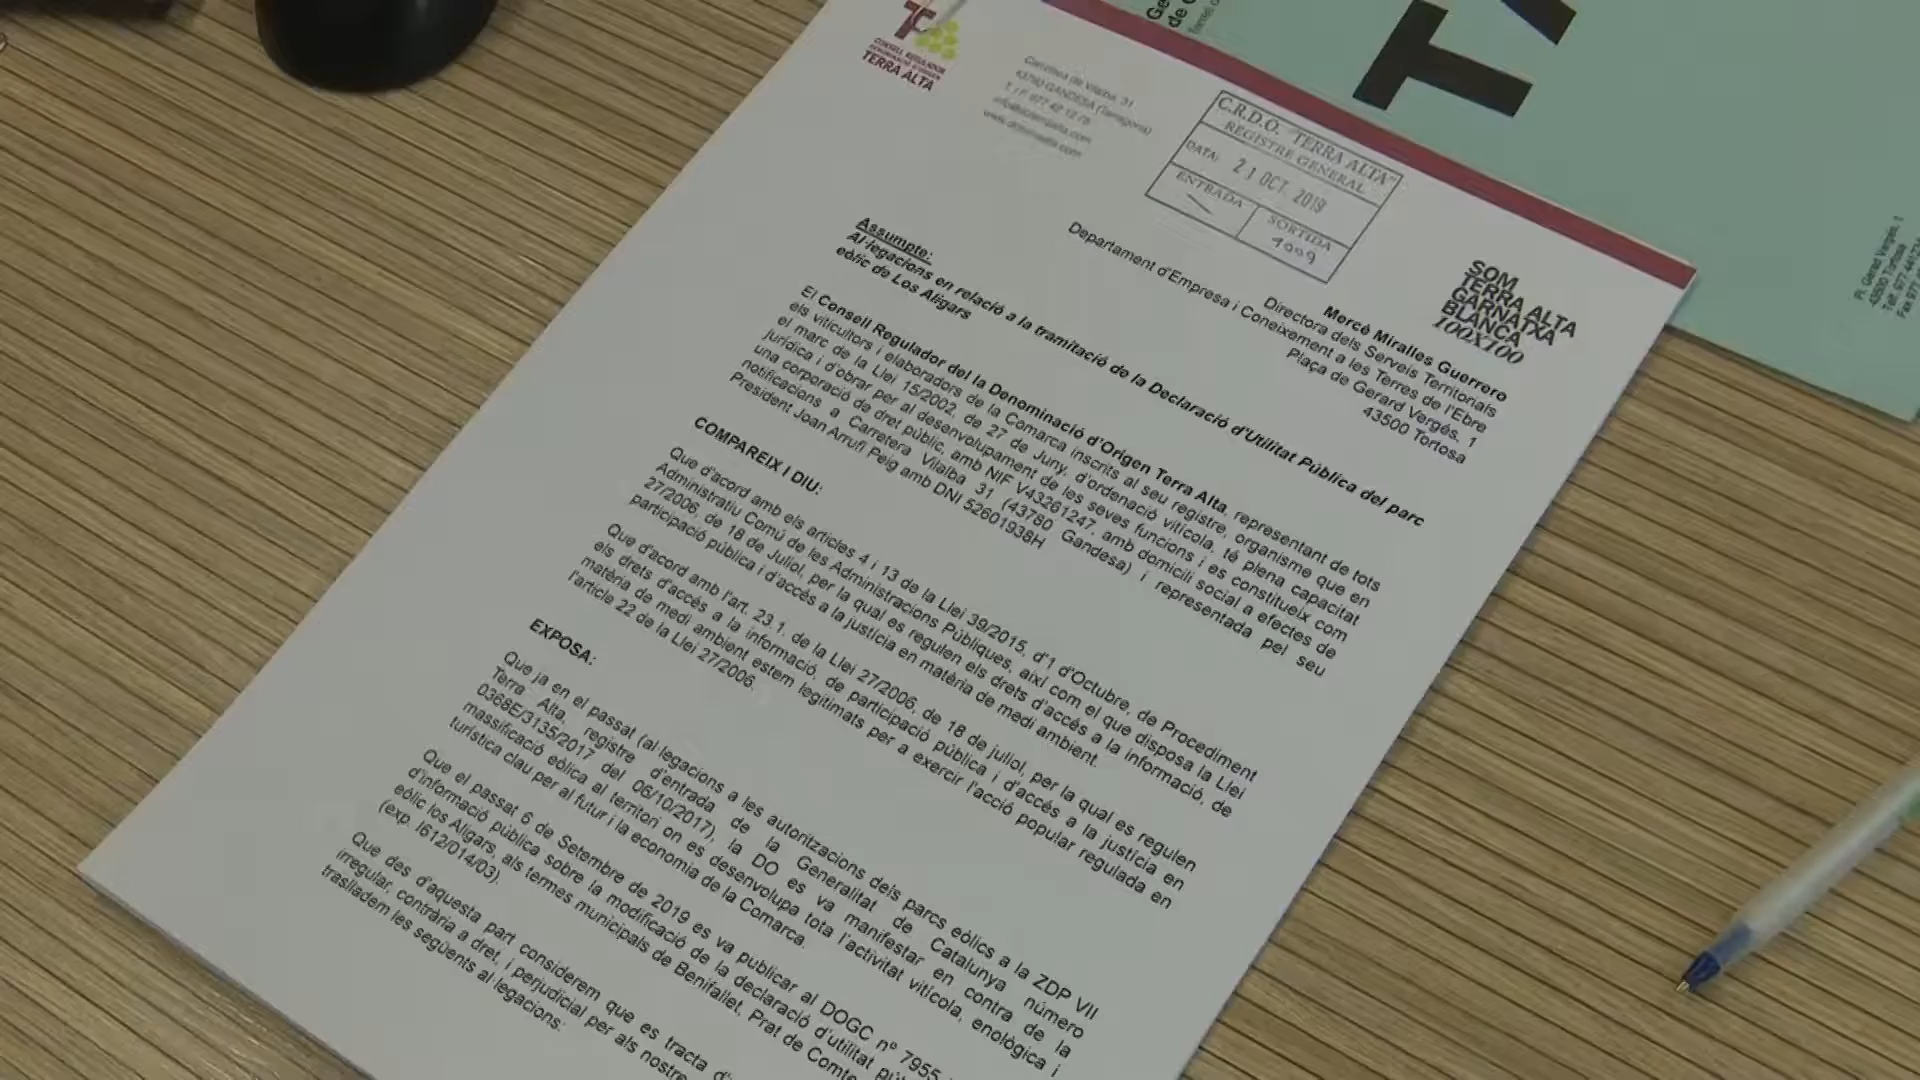 CONSELL REGULADOR
DENOMINACIÓ D'ORIGEN
TERRA ALTA
Carretera de Vilalba, 31
43780 GANDESA (Tarragona)
T. i F. 977 42 12 78
C.R.D.O. "TERRA ALTA"
REGISTRE GENERAL
DATA: 21 OCT. 2019
ENTRADA
SORTIDA
1009
SOM
TERRA ALTA
GARNATXA
BLANCA
100X100
Mercè Miralles Guerrero
Directora dels Serveis Territorials
Departament d'Empresa i Coneixement a les Terres de l'Ebre
Plaça de Gerard Vergés, 1
43500 Tortosa
Assumpte:
Al·legacions en relació a la tramitació de la Declaració d'Utilitat Pública del parc
eòlic de Los Aligars
El Consell Regulador del la Denominació d'Origen Terra Alta, representant de tots
els viticultors i elaboradors de la Comarca inscrits al seu registre, organisme que en
el marc de la Llei 15/2002, de 27 de Juny, d'ordenació vitícola, té plena capacitat
jurídica i d'obrar per al desenvolupament de les seves funcions i es constitueix com
una corporació de dret públic, amb NIF V43261247, amb domicili social a efectes de
notificacions a Carretera Vilalba 31 (43780 Gandesa) i representada pel seu
President Joan Arrufí Peig amb DNI 52601938H
COMPAREIX I DIU:
Que d'acord amb els articles 4 i 13 de la Llei 39/2015, d'1 d'Octubre, de Procediment
Administratiu Comú de les Administracions Públiques, així com el que disposa la Llei
27/2006, de 18 de Juliol, per la qual es regulen els drets d'accés a la informació, de
participació pública i d'accés a la justícia en matèria de medi ambient.
Que d'acord amb l'art. 23.1. de la Llei 27/2006, de 18 de juliol, per la qual es regulen
els drets d'accés a la informació, de participació pública i d'accés a la justícia en
matèria de medi ambient estem legitimats per a exercir l'acció popular regulada en
l'article 22 de la Llei 27/2006.
EXPOSA:
Que ja en el passat (al·legacions a les autoritzacions dels parcs eòlics a la ZDP VII
Terra Alta, registre d'entrada de la Generalitat de Catalunya número
0368E/3135/2017 del 06/10/2017), la DO es va manifestar en contra de la
massificació eòlica al territori on es desenvolupa tota l'activitat vitícola, enològica i
turística clau per al futur i la economia de la Comarca.
Que el passat 6 de Setembre de 2019 es va publicar al DOGC nº 7955,
d'informació pública sobre la modificació de la declaració d'utilitat
eòlic los Aligars, als termes municipals de Benifallet, Prat de Comte
(exp. I612/014/03).
Que des d'aquesta part considerem que es tracta
irregular, contrària a dret, i perjudicial per als
traslladem les següents al·legacions: